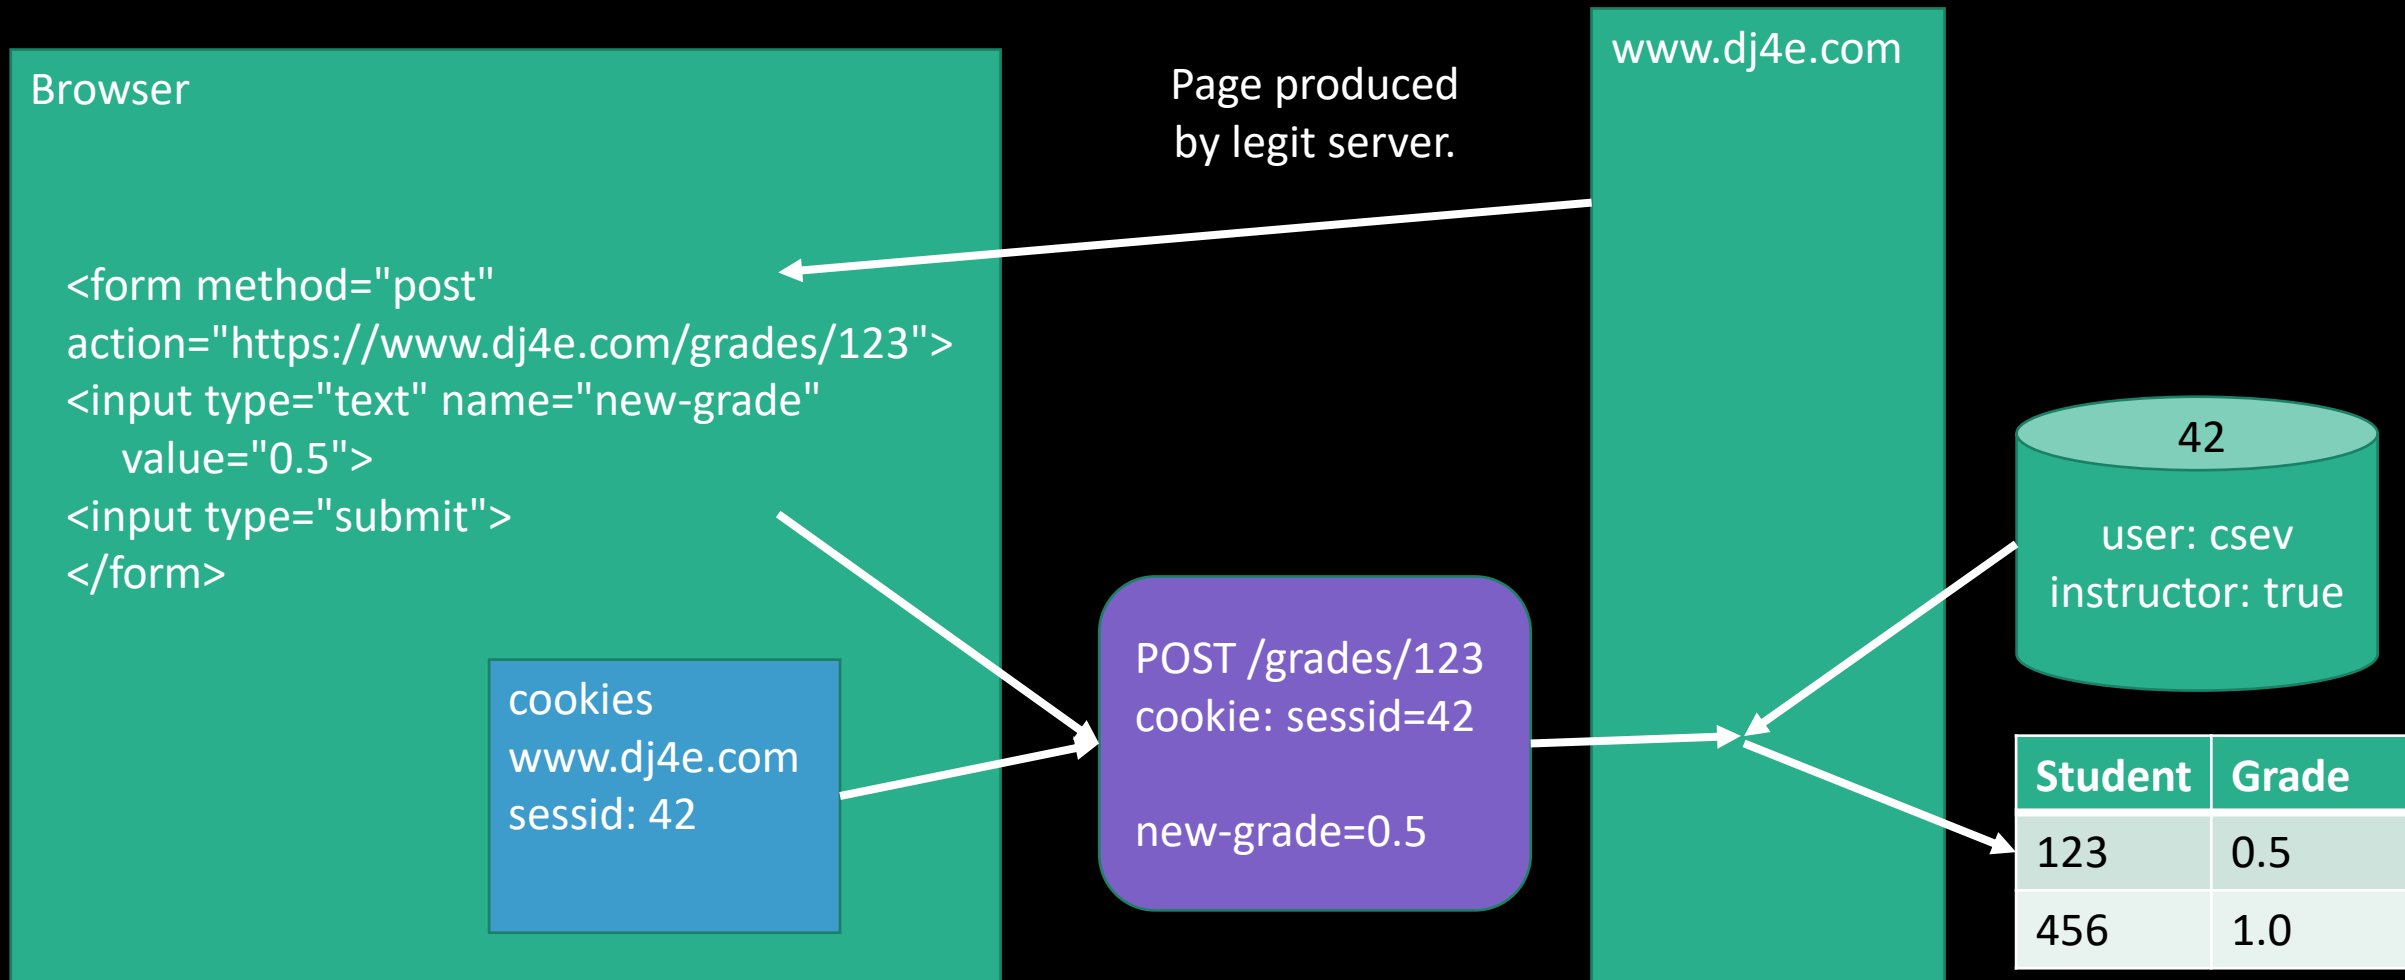 Browser
<form method="post"
action="https://www.dj4e.com/grades/123">
<input type="text" name="new-grade"
value="0.5">
<input type="submit">
</form>
cookies
www.dj4e.com
sessid: 42
Page produced
by legit server.
POST /grades/123
cookie: sessid=42
new-grade=0.5
www.dj4e.com
42
user: csev
instructor: true
Student Grade
123 0.5
456 1.0